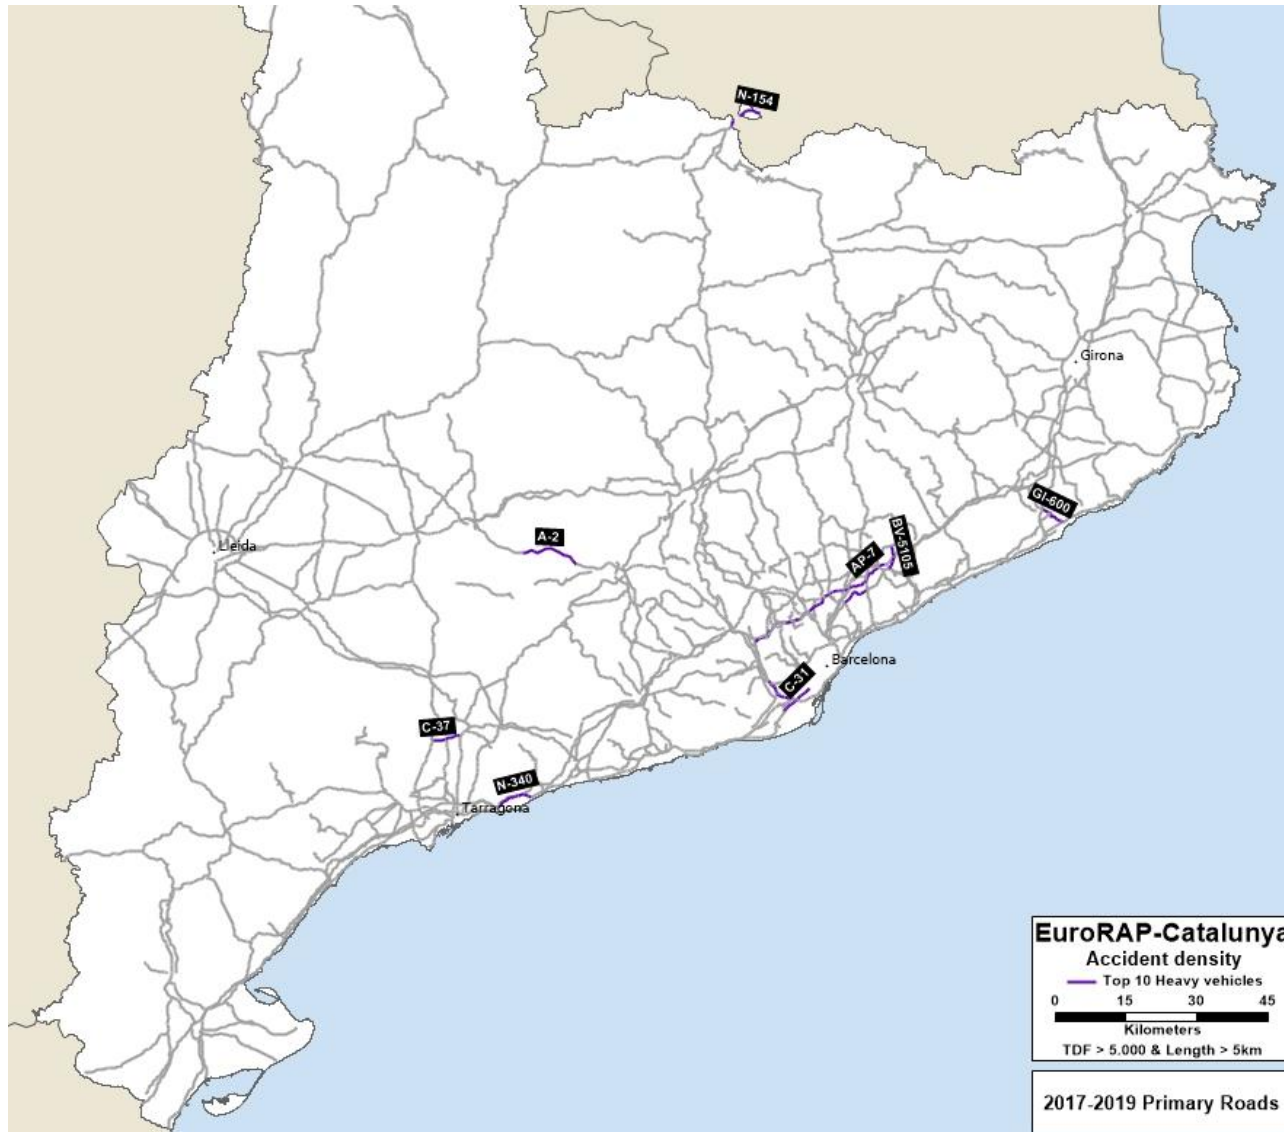 N-154
Girona
GI-600
BV-5105
A-2
AP-7
Lleida
Barcelona
C-31
C-37
N-340
Tarragona
EuroRAP-Catalunya
Accident density
Top 10 Heavy vehicles
0 15 30 45
Kilometers
TDF > 5.000 & Length > 5km
2017-2019 Primary Roads